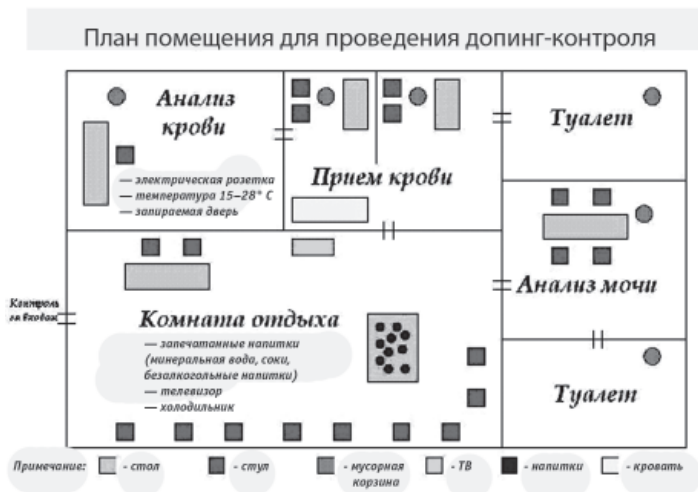 План помещения для проведения допинг-контроля
Анализ
крови
— электрическая розетка
— температура 15—28° C
— запираемая дверь
Прием крови
Туалет
Анализ мочи
Контроль
Комната отдыха
— запечатанные напитки
(минеральная вода, соки,
безалкогольные напитки)
— телевизор
— холодильник
Туалет
Примечание: - стол - стул - мусорная - ТВ - напитки - кровать
корзина